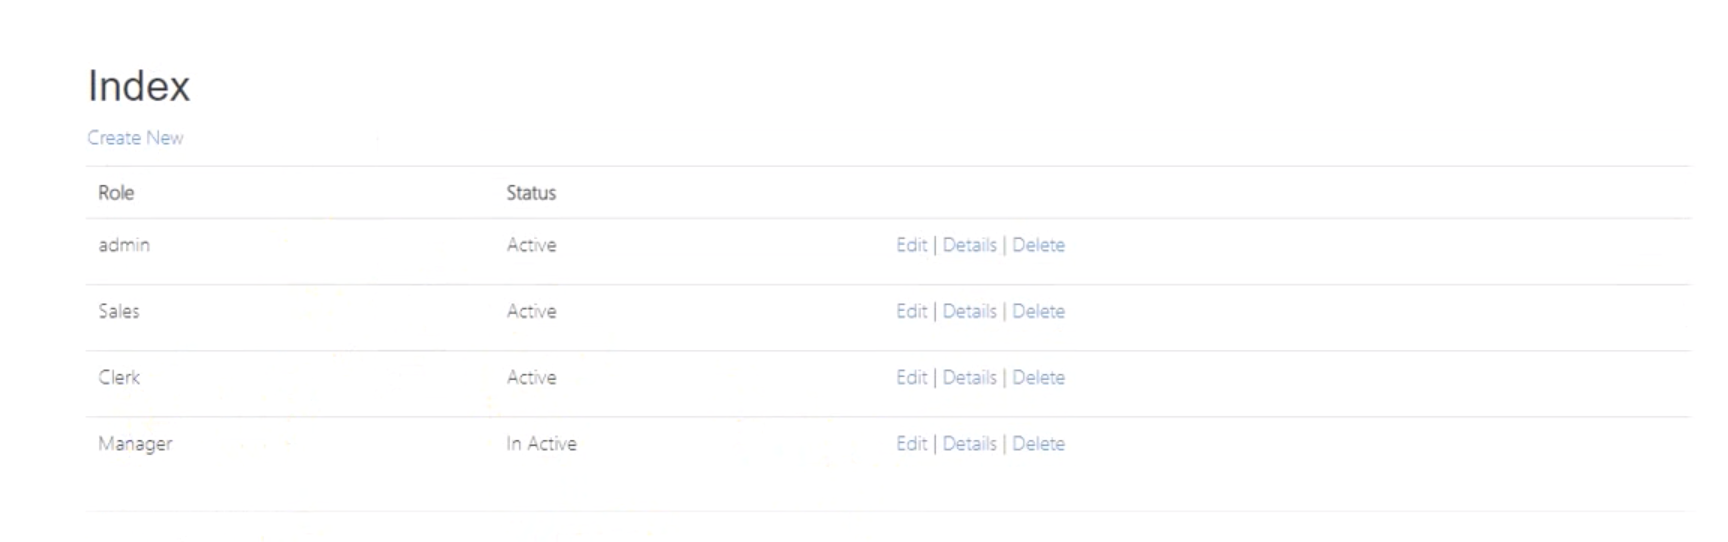 Index
Create New
Role Status
admin Active Edit | Details | Delete
Sales Active Edit | Details | Delete
Clerk Active Edit | Details | Delete
Manager In Active Edit | Details | Delete